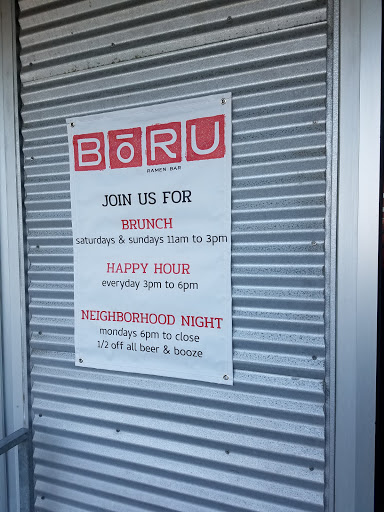 BōRU
RAMEN BAR
JOIN US FOR
BRUNCH
saturdays & sundays 11am to 3pm
HAPPY HOUR
everyday 3pm to 6pm
NEIGHBORHOOD NIGHT
mondays 6pm to close
1/2 off all beer & booze